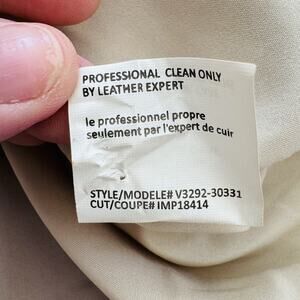 PROFESSIONAL CLEAN ONLY
BY LEATHER EXPERT
le professionnel propre
seulement par l'expert de cuir
STYLE/MODELE# V3292-30331
CUT/COUPE# IMP18414